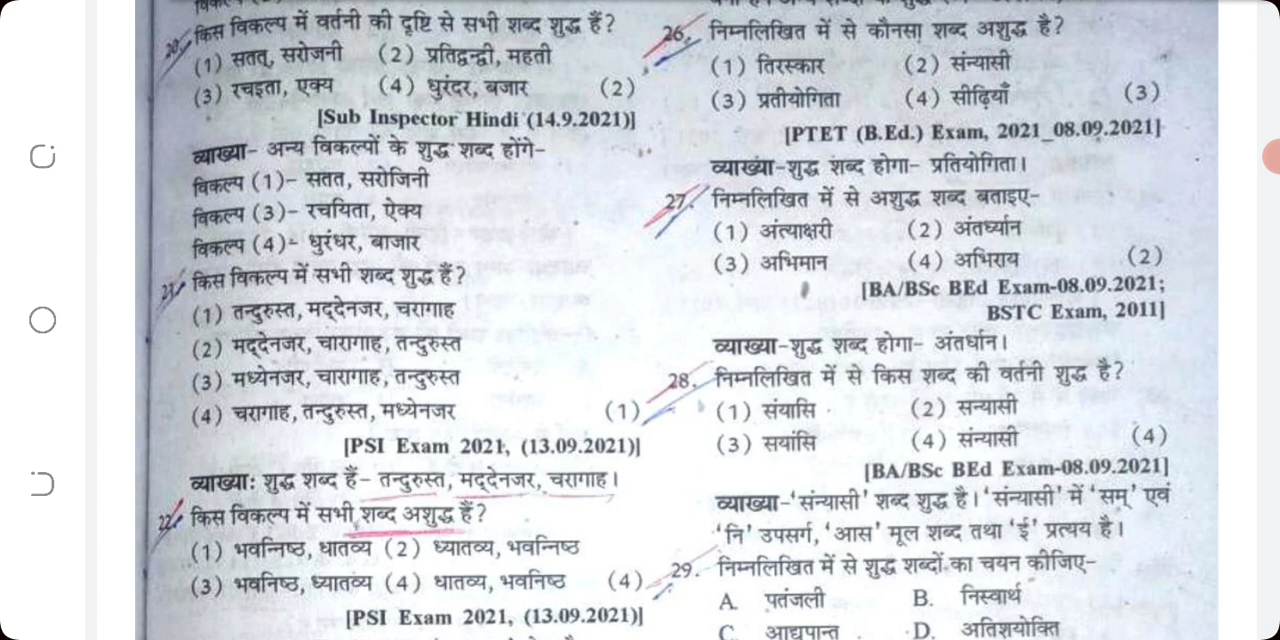 20. किस विकल्प में वर्तनी की दृष्टि से सभी शब्द शुद्ध हैं?
(1) सतत्, सरोजनी (2) प्रतिद्वन्द्वी, महती
(3) रचइता, एक्य (4) धुरंदर, बजार (2)
[Sub Inspector Hindi (14.9.2021)]
व्याख्या- अन्य विकल्पों के शुद्ध शब्द होंगे-
विकल्प (1)- सतत, सरोजिनी
विकल्प (3)- रचयिता, ऐक्य
विकल्प (4)- धुरंधर, बाजार
किस विकल्प में सभी शब्द शुद्ध हैं?
(1) तन्दुरुस्त, मद्देनजर, चरागाह
(2) मद्देनजर, चारागाह, तन्दुरुस्त
(3) मध्येनजर, चारागाह, तन्दुरुस्त
(4) चरागाह, तन्दुरुस्त, मध्येनजर (1)
[PSI Exam 2021, (13.09.2021)]
व्याख्या: शुद्ध शब्द हैं- तन्दुरुस्त, मद्देनजर, चरागाह।
22. किस विकल्प में सभी शब्द अशुद्ध हैं?
(1) भवन्निष्ठ, धातव्य (2) ध्यातव्य, भवन्निष्ठ
(3) भवनिष्ठ, ध्यातव्य (4) धातव्य, भवनिष्ठ (4)
[PSI Exam 2021, (13.09.2021)]
26. निम्नलिखित में से कौनसा शब्द अशुद्ध है?
(1) तिरस्कार (2) संन्यासी
(3) प्रतीयोगिता (4) सीढ़ियाँ (3)
[PTET (B.Ed.) Exam, 2021_08.09.2021]
व्याख्या-शुद्ध शब्द होगा- प्रतियोगिता।
27. निम्नलिखित में से अशुद्ध शब्द बताइए-
(1) अंत्याक्षरी (2) अंतर्ध्यान
(3) अभिमान (4) अभिराय (2)
[BA/BSc BEd Exam-08.09.2021;
BSTC Exam, 2011]
व्याख्या-शुद्ध शब्द होगा- अंतर्धान।
28. निम्नलिखित में से किस शब्द की वर्तनी शुद्ध है?
(1) संयासि (2) सन्यासी
(3) सयांसि (4) संन्यासी (4)
[BA/BSc BEd Exam-08.09.2021]
व्याख्या-'संन्यासी' शब्द शुद्ध है। 'संन्यासी' में 'सम्' एवं
'नि' उपसर्ग, 'आस' मूल शब्द तथा 'ई' प्रत्यय है।
29. निम्नलिखित में से शुद्ध शब्दों का चयन कीजिए-
A. पतंजली B. निस्वार्थ
C. आद्यपान्त D. अतिशयोक्ति